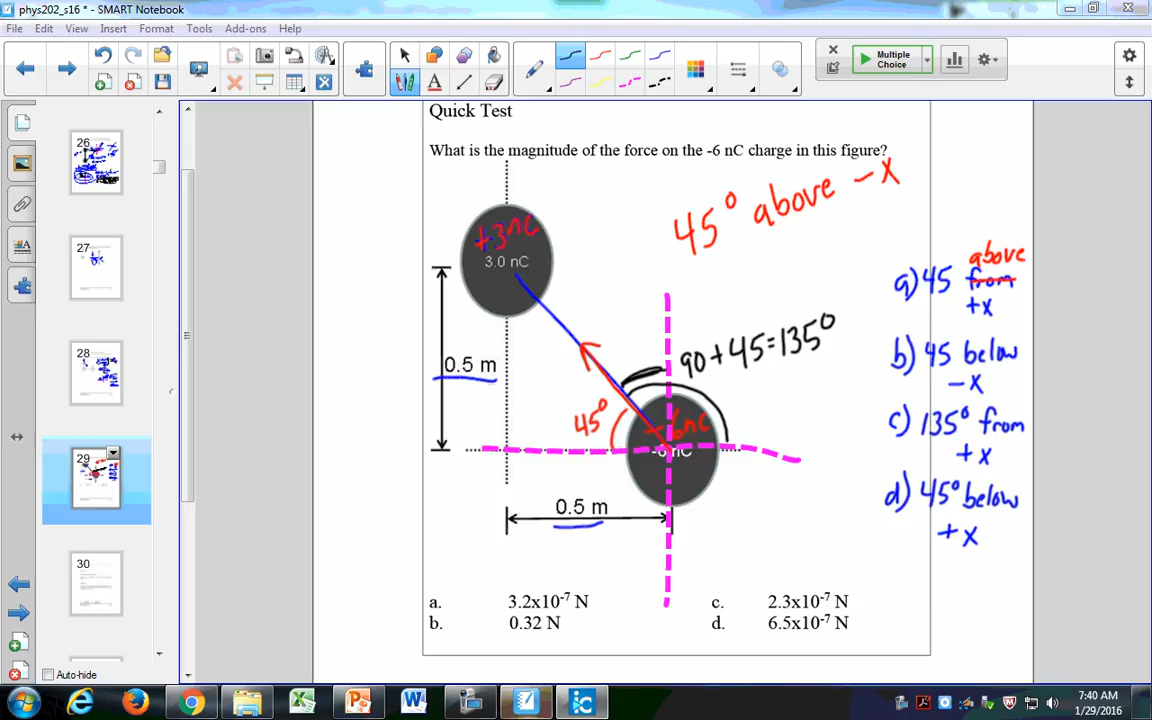 phys202_s16 * - SMART Notebook
File Edit View Insert Format Tools Add-ons Help
Multiple
Choice
26
27
28
29
30
Auto-hide
Quick Test
What is the magnitude of the force on the -6 nC charge in this figure?
45° above -x
+3nC
3.0 nC
0.5 m
90+45=135°
45°
-6nC
-6 nC
0.5 m
a) 45 from above
+x
b) 45 below
-x
c) 135° from
+x
d) 45° below
+x
a. 3.2x10⁻⁷ N c. 2.3x10⁻⁷ N
b. 0.32 N d. 6.5x10⁻⁷ N
7:40 AM
1/29/2016